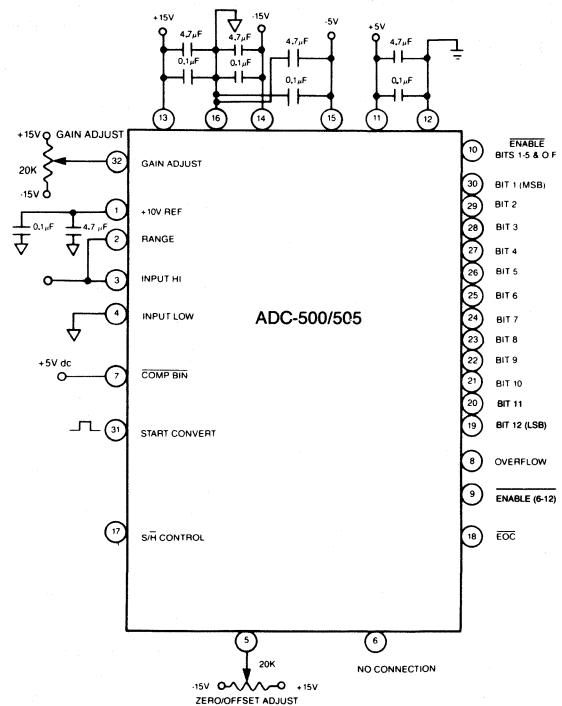 +15V
-15V
-5V
+5V
4.7µF
4.7µF
4.7µF
4.7µF
0.1µF
0.1µF
0.1µF
0.1µF
13
16
14
15
11
12
+15V GAIN ADJUST
20K
-15V
32
GAIN ADJUST
0.1µF
4.7 µF
1
+10V REF
2
RANGE
3
INPUT HI
4
INPUT LOW
ADC-500/505
+5V dc
7
COMP BIN
31
START CONVERT
17
S/H CONTROL
10
ENABLE
BITS 1-5 & O F
30
BIT 1 (MSB)
29
BIT 2
28
BIT 3
27
BIT 4
26
BIT 5
25
BIT 6
24
BIT 7
23
BIT 8
22
BIT 9
21
BIT 10
20
BIT 11
19
BIT 12 (LSB)
8
OVERFLOW
9
ENABLE (6-12)
18
EOC
5
6
20K
NO CONNECTION
-15V
+15V
ZERO/OFFSET ADJUST